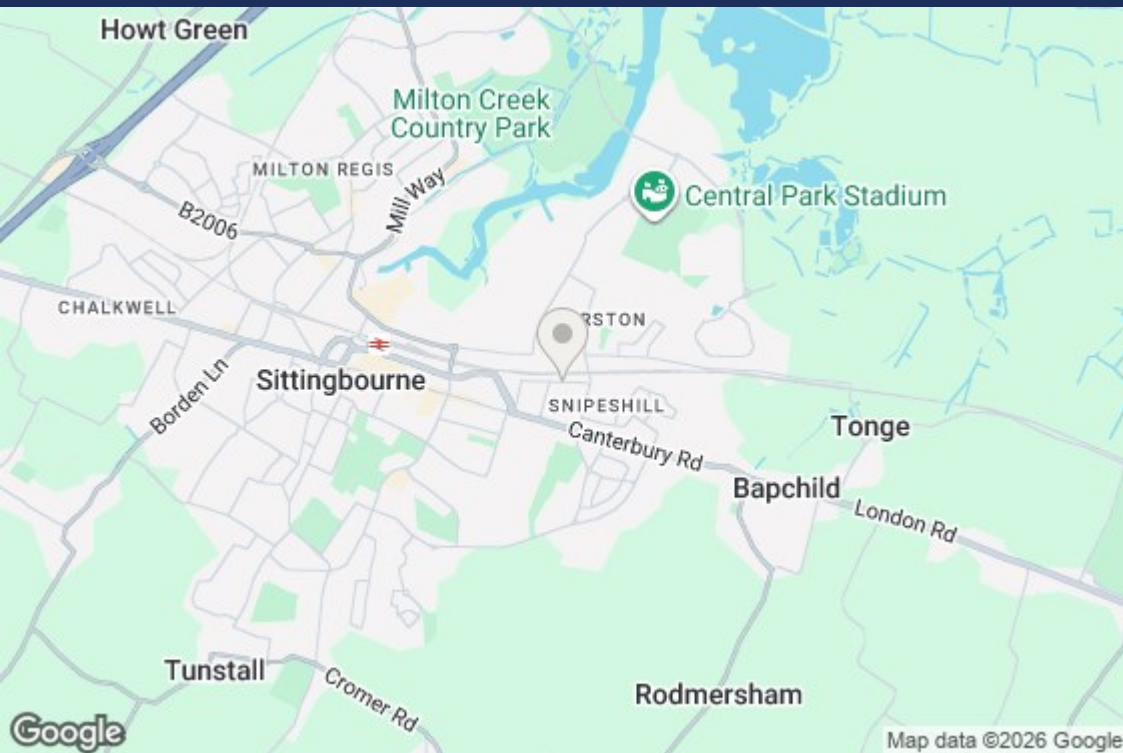 Howt Green
Milton Creek
Country Park
MILTON REGIS
Mill Way
Central Park Stadium
B2006
CHALKWELL
RSTON
Sittingbourne
Borden Ln
SNIPESHILL
Canterbury Rd
Tonge
Bapchild
London Rd
Tunstall
Cromer Rd
Rodmersham
Google
Map data ©2026 Google